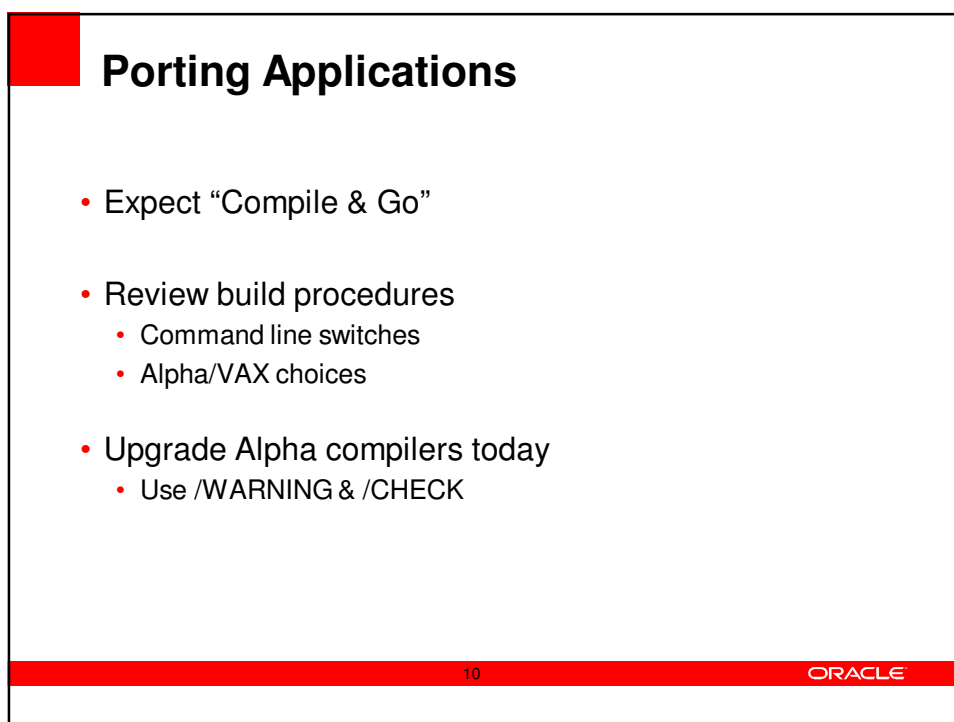 Porting Applications
• Expect “Compile & Go”
• Review build procedures
• Command line switches
• Alpha/VAX choices
• Upgrade Alpha compilers today
• Use /WARNING & /CHECK
10
ORACLE